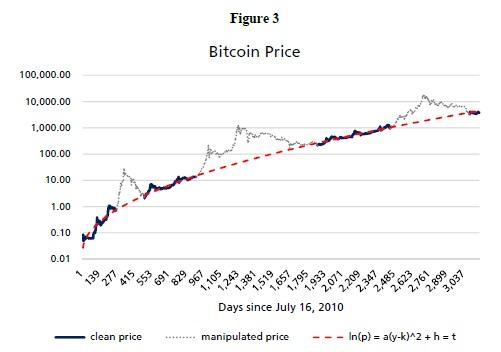 Figure 3
Bitcoin Price
100,000.00
10,000.00
1,000.00
100.00
10.00
1.00
0.10
0.01
1 139 277 415 553 691 829 967 1,105 1,243 1,381 1,519 1,657 1,795 1,933 2,071 2,209 2,347 2,485 2,623 2,761 2,899 3,037
Days since July 16, 2010
clean price manipulated price ln(p) = a(y-k)^2 + h = t